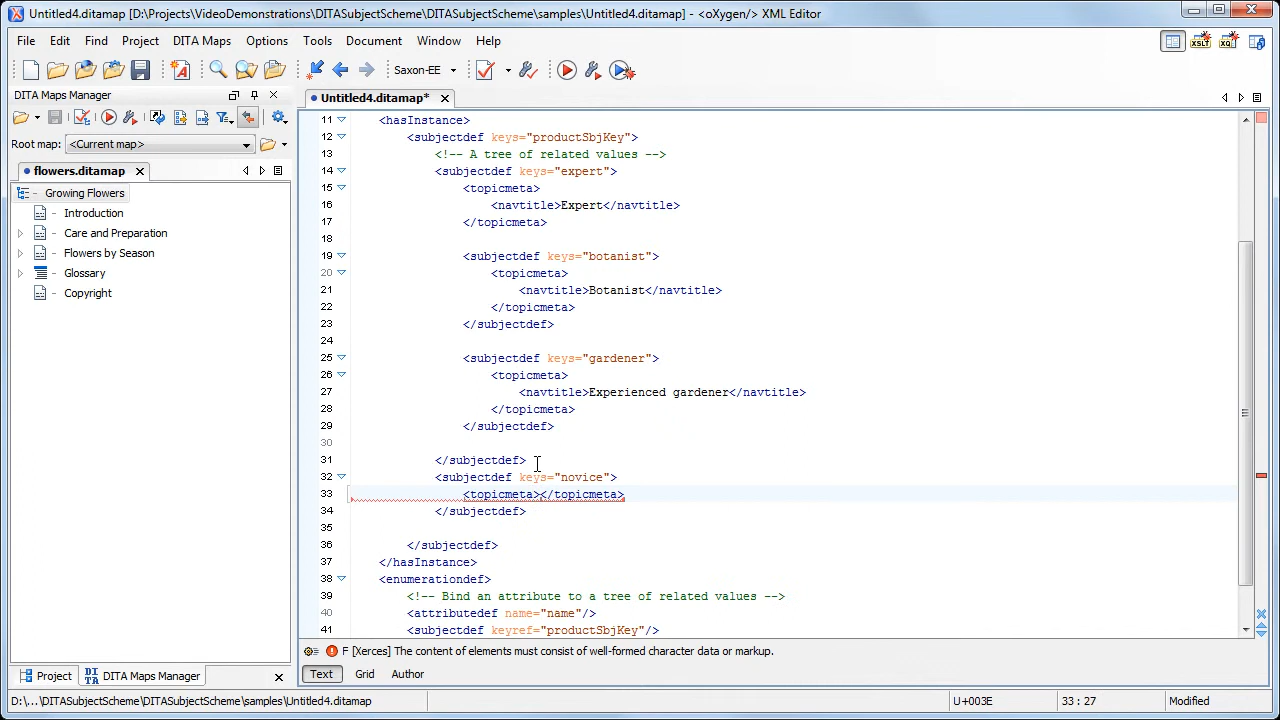 Untitled4.ditamap [D:\Projects\VideoDemonstrations\DITASubjectScheme\DITASubjectScheme\samples\Untitled4.ditamap] - <oXygen/> XML Editor
File Edit Find Project DITA Maps Options Tools Document Window Help
XSLT XQ
Saxon-EE
DITA Maps Manager
Untitled4.ditamap*
Root map: <Current map>
flowers.ditamap
Growing Flowers
Introduction
Care and Preparation
Flowers by Season
Glossary
Copyright
11 <hasInstance>
12 <subjectdef keys="productSbjKey">
13 <!-- A tree of related values -->
14 <subjectdef keys="expert">
15 <topicmeta>
16 <navtitle>Expert</navtitle>
17 </topicmeta>
18
19 <subjectdef keys="botanist">
20 <topicmeta>
21 <navtitle>Botanist</navtitle>
22 </topicmeta>
23 </subjectdef>
24
25 <subjectdef keys="gardener">
26 <topicmeta>
27 <navtitle>Experienced gardener</navtitle>
28 </topicmeta>
29 </subjectdef>
30
31 </subjectdef>
32 <subjectdef keys="novice">
33 <topicmeta></topicmeta>
34 </subjectdef>
35
36 </subjectdef>
37 </hasInstance>
38 <enumerationdef>
39 <!-- Bind an attribute to a tree of related values -->
40 <attributedef name="name"/>
41 <subjectdef keyref="productSbjKey"/>
F [Xerces] The content of elements must consist of well-formed character data or markup.
Project DITA Maps Manager
Text Grid Author
D:\...\DITASubjectScheme\DITASubjectScheme\samples\Untitled4.ditamap U+003E 33 : 27 Modified